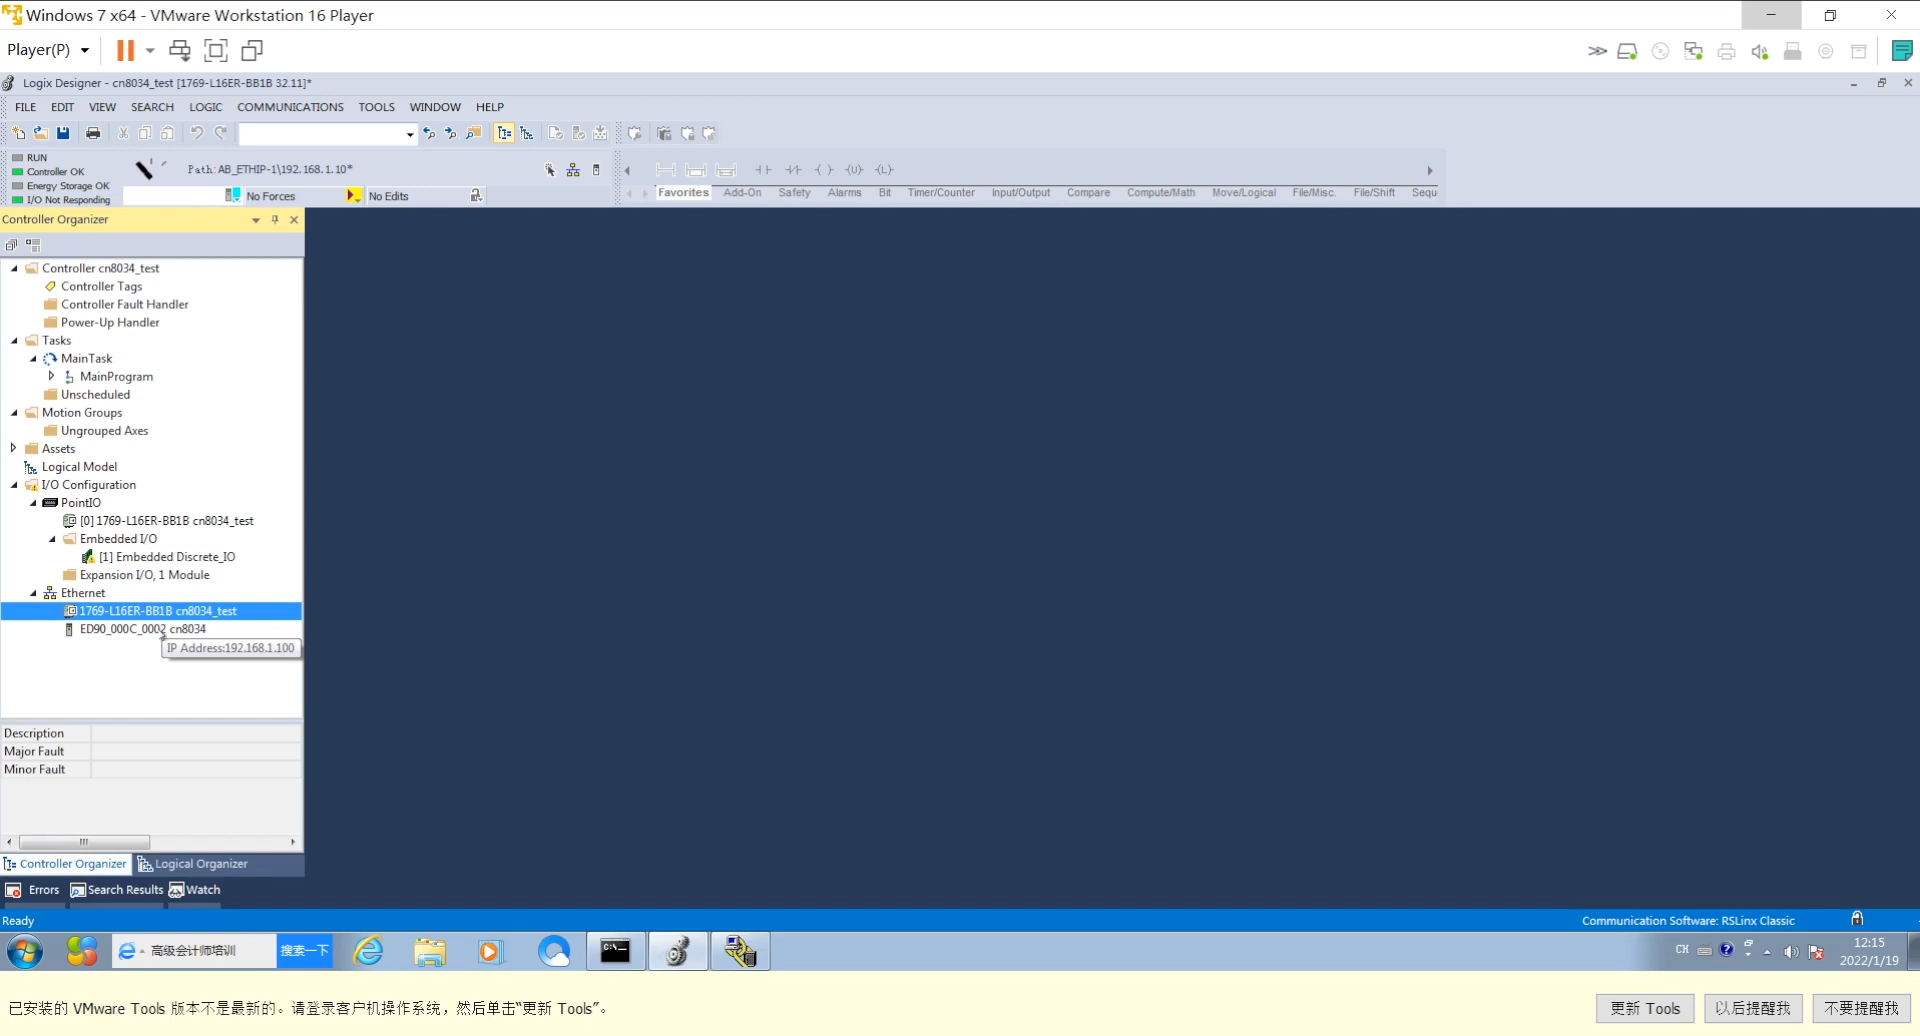 Windows 7 x64 - VMware Workstation 16 Player
Player(P)
Logix Designer - cn8034_test [1769-L16ER-BB1B 32.11]*
FILE EDIT VIEW SEARCH LOGIC COMMUNICATIONS TOOLS WINDOW HELP
RUN
Controller OK
Energy Storage OK
I/O Not Responding
Path: AB_ETHIP-1\192.168.1.10*
No Forces
No Edits
Favorites Add-On Safety Alarms Bit Timer/Counter Input/Output Compare Compute/Math Move/Logical File/Misc. File/Shift Sequ
Controller Organizer
Controller cn8034_test
Controller Tags
Controller Fault Handler
Power-Up Handler
Tasks
MainTask
MainProgram
Unscheduled
Motion Groups
Ungrouped Axes
Assets
Logical Model
I/O Configuration
PointIO
[0] 1769-L16ER-BB1B cn8034_test
Embedded I/O
[1] Embedded Discrete_IO
Expansion I/O, 1 Module
Ethernet
1769-L16ER-BB1B cn8034_test
ED90_000C_0002 cn8034
IP Address:192.168.1.100
Description
Major Fault
Minor Fault
Controller Organizer Logical Organizer
Errors Search Results Watch
Ready
Communication Software: RSLinx Classic
高级会计师培训 搜索一下
C:\
CH
12:15
2022/1/19
已安装的 VMware Tools 版本不是最新的。请登录客户机操作系统，然后单击“更新 Tools”。
更新 Tools 以后提醒我 不要提醒我